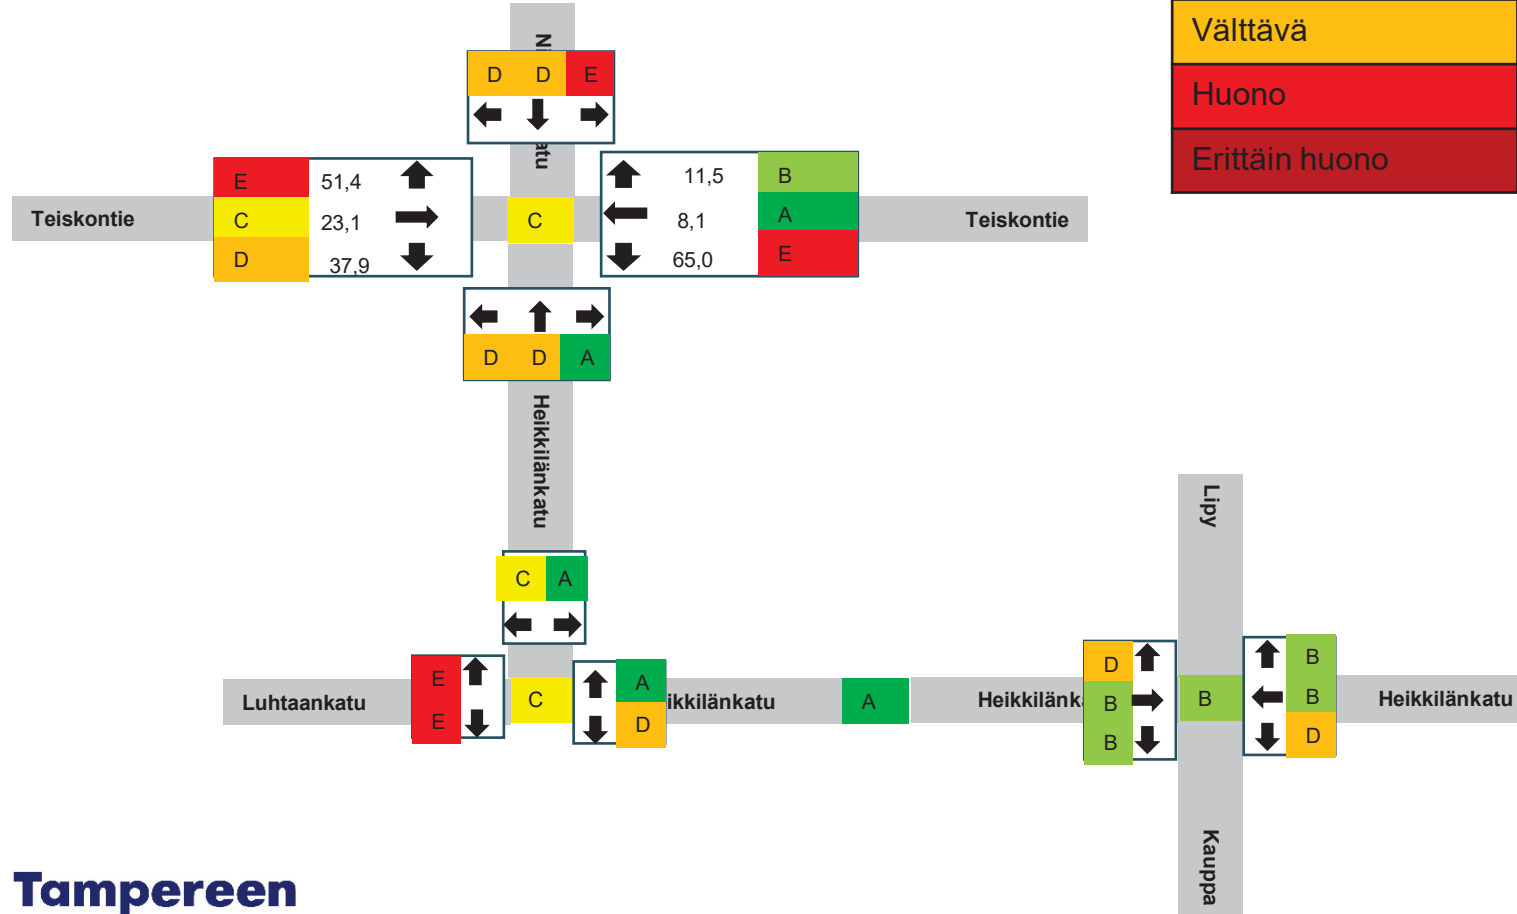 Välttävä
Huono
Erittäin huono
D D E
E 51,4
C 23,1
D 37,9
Teiskontie
C
11,5 B
8,1 A
65,0 E
Teiskontie
D D A
Heikkilänkatu
C A
Luhtaankatu
E
E
C
A
D
ikkilänkatu
A
Lipy
Heikkilänk
D
B
B
B
B
B
D
Heikkilänkatu
Kauppa
Tampereen